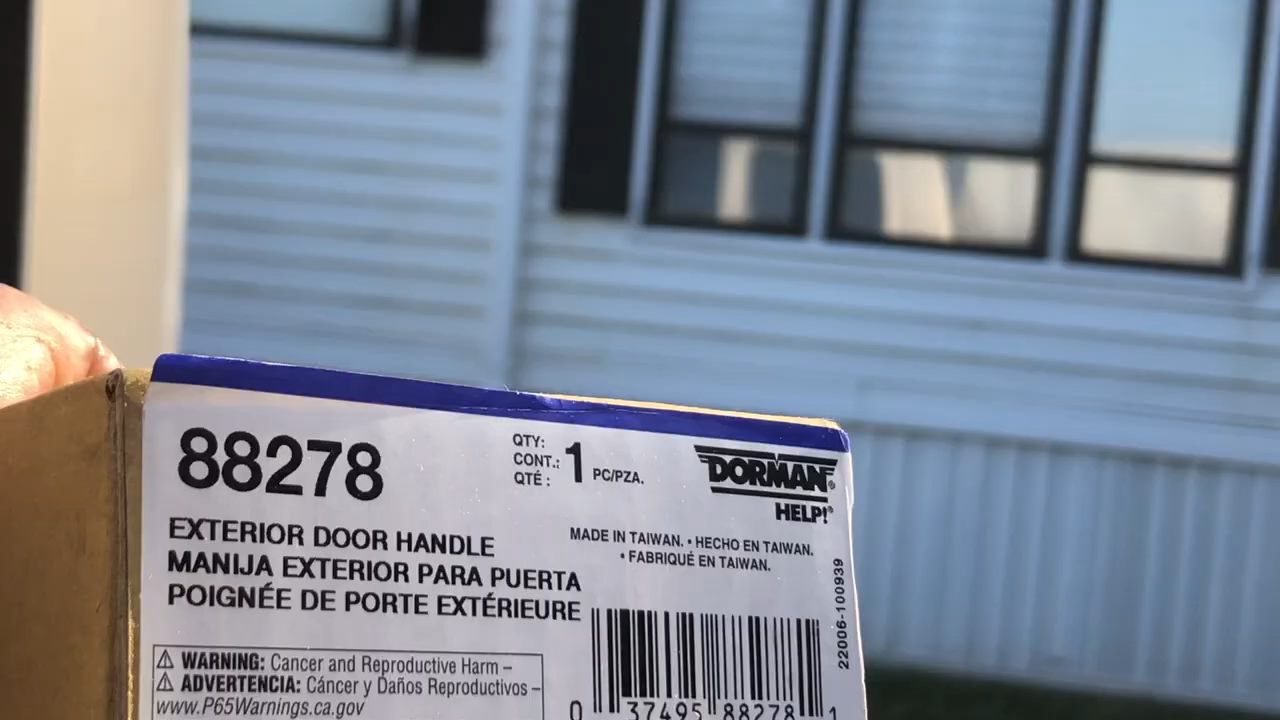 88278
QTY:
CONT.: 1 PC/PZA.
QTÉ :
DORMAN®
HELP!®
EXTERIOR DOOR HANDLE
MANIJA EXTERIOR PARA PUERTA
POIGNÉE DE PORTE EXTÉRIEURE
MADE IN TAIWAN. • HECHO EN TAIWAN.
• FABRIQUÉ EN TAIWAN.
22006-100939
⚠ WARNING: Cancer and Reproductive Harm –
⚠ ADVERTENCIA: Cáncer y Daños Reproductivos –
www.P65Warnings.ca.gov
0 37495 88278 1